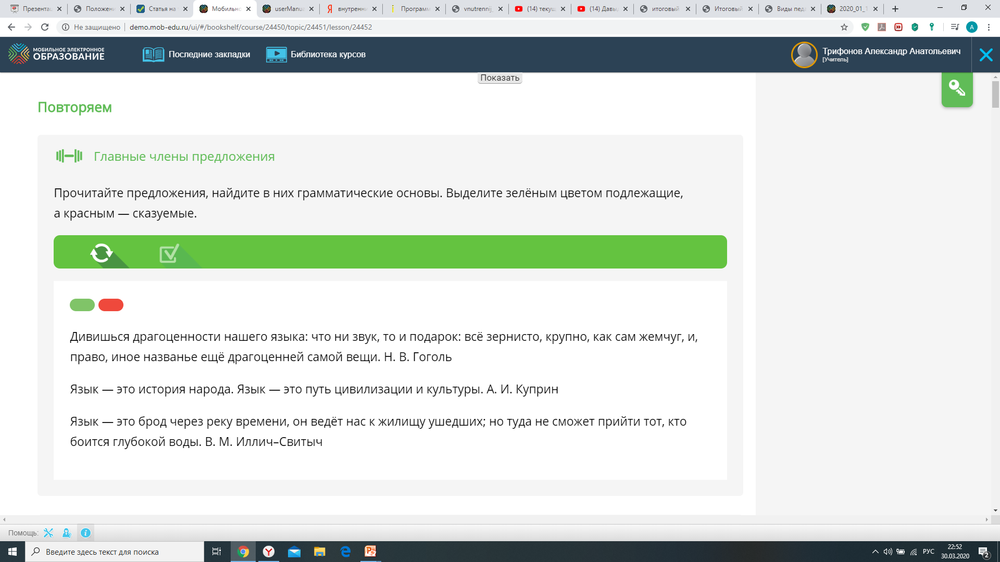 Презентац Положени Статья на Мобильно userManua внутренни Програм vnutrennij_ (14) текущ (14) Давы итоговый Итоговый Виды педа 2020_01_1
Не защищено demo.mob-edu.ru/ui/#/bookshelf/course/24450/topic/24451/lesson/24452 A
МОБИЛЬНОЕ ЭЛЕКТРОННОЕ
ОБРАЗОВАНИЕ
Последние закладки
Библиотека курсов
Трифонов Александр Анатольевич
[Учитель]
Показать
Повторяем
Главные члены предложения
Прочитайте предложения, найдите в них грамматические основы. Выделите зелёным цветом подлежащие,
а красным — сказуемые.
Дивишься драгоценности нашего языка: что ни звук, то и подарок: всё зернисто, крупно, как сам жемчуг, и,
право, иное названье ещё драгоценней самой вещи. Н. В. Гоголь
Язык — это история народа. Язык — это путь цивилизации и культуры. А. И. Куприн
Язык — это брод через реку времени, он ведёт нас к жилищу ушедших; но туда не сможет прийти тот, кто
боится глубокой воды. В. М. Иллич–Свитыч
Помощь:
Введите здесь текст для поиска
РУС
22:52
30.03.2020
2